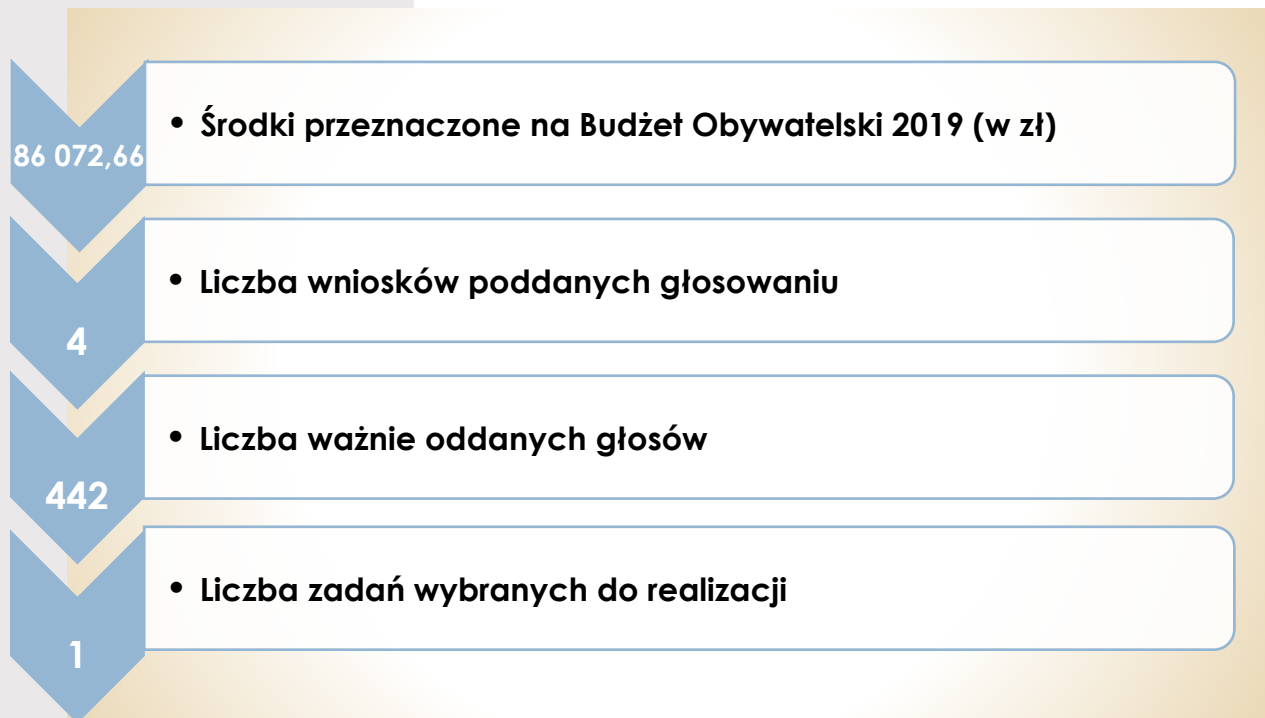 86 072,66
• Środki przeznaczone na Budżet Obywatelski 2019 (w zł)
4
• Liczba wniosków poddanych głosowaniu
442
• Liczba ważnie oddanych głosów
1
• Liczba zadań wybranych do realizacji